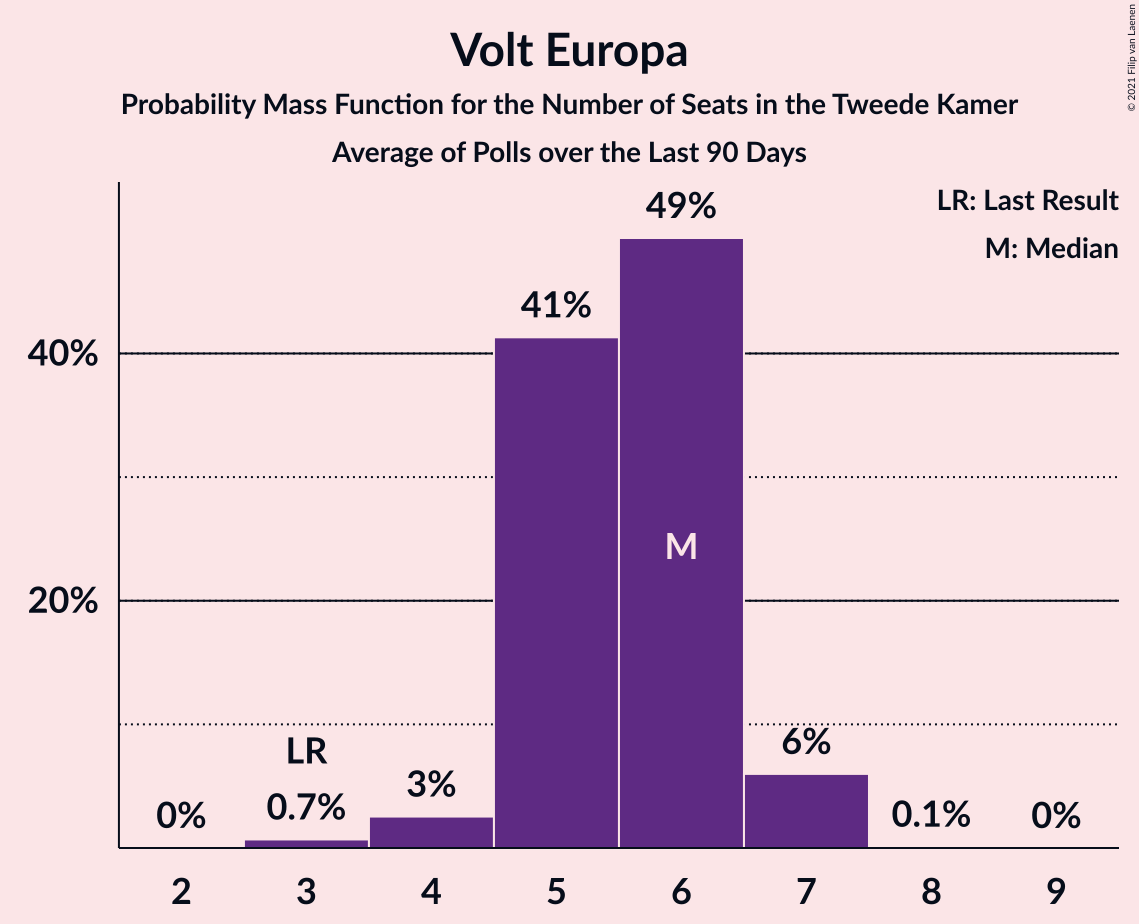 Volt Europa
Probability Mass Function for the Number of Seats in the Tweede Kamer
Average of Polls over the Last 90 Days
© 2021 Filip van Laenen
LR: Last Result
M: Median
49%
41%
40%
M
20%
LR
6%
3%
0%
0.7%
0.1%
0%
2 3 4 5 6 7 8 9